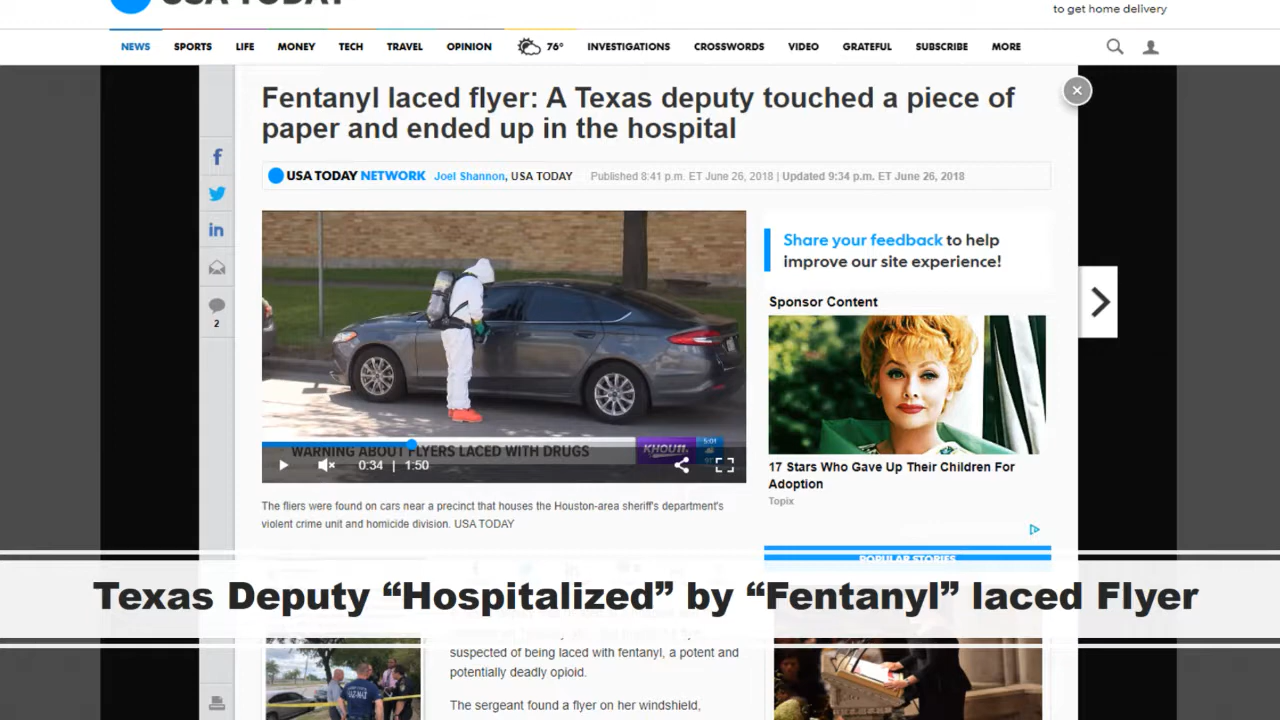 USA TODAY
to get home delivery
NEWS SPORTS LIFE MONEY TECH TRAVEL OPINION 76° INVESTIGATIONS CROSSWORDS VIDEO GRATEFUL SUBSCRIBE MORE
Fentanyl laced flyer: A Texas deputy touched a piece of
paper and ended up in the hospital
USA TODAY NETWORK Joel Shannon, USA TODAY Published 8:41 p.m. ET June 26, 2018 | Updated 9:34 p.m. ET June 26, 2018
2
WARNING ABOUT FLYERS LACED WITH DRUGS
KHOU11
5:01
0:34 | 1:50
The fliers were found on cars near a precinct that houses the Houston-area sheriff's department's
violent crime unit and homicide division. USA TODAY
Share your feedback to help
improve our site experience!
Sponsor Content
17 Stars Who Gave Up Their Children For
Adoption
Topix
POPULAR STORIES
Texas Deputy “Hospitalized” by “Fentanyl” laced Flyer
suspected of being laced with fentanyl, a potent and
potentially deadly opioid.
The sergeant found a flyer on her windshield,